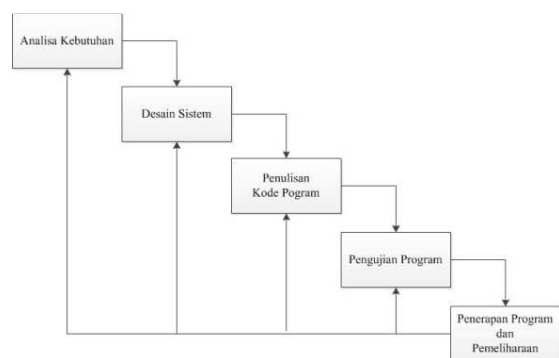 Analisa Kebutuhan
Desain Sistem
Penulisan
Kode Pogram
Pengujian Program
Penerapan Program
dan
Pemeliharaan